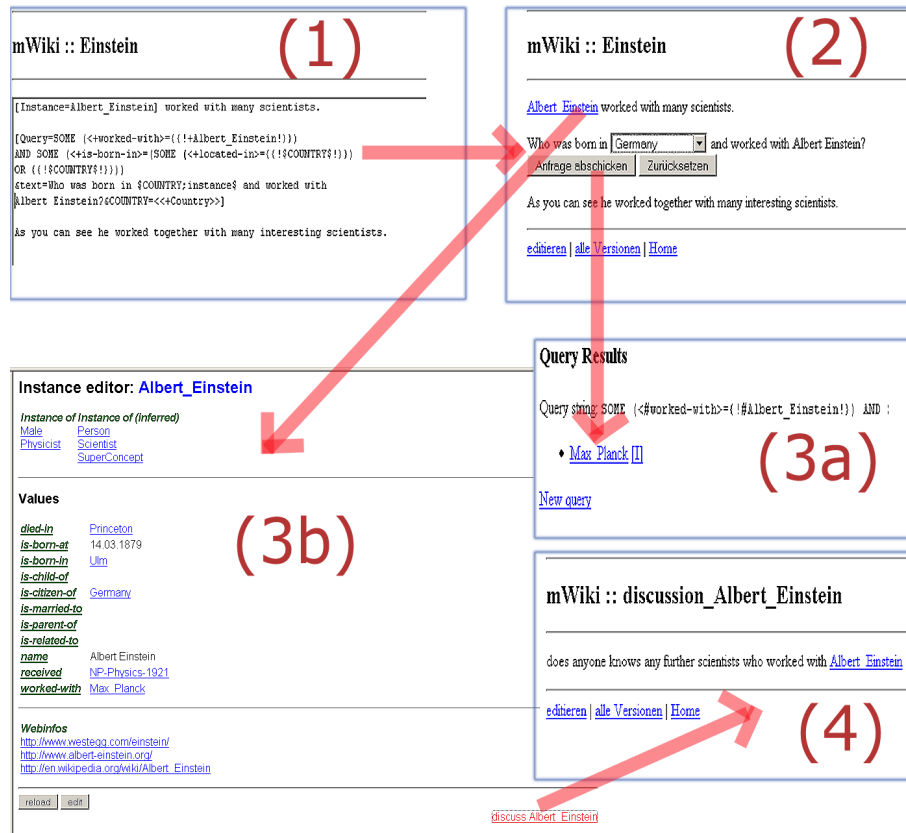 mWiki :: Einstein
(1)
[Instance=Albert_Einstein] worked with many scientists.
[Query=SOME (<+worked-with>=({!+Albert_Einstein!}))
AND SOME (<+is-born-in>=(SOME (<+located-in>=({!$COUNTRY$!}))
OR ({!$COUNTRY$!})))
&text=Who was born in $COUNTRY;instance$ and worked with
Albert Einstein?&COUNTRY=<<+Country>>]
As you can see he worked together with many interesting scientists.
mWiki :: Einstein
(2)
Albert_Einstein worked with many scientists.
Who was born in Germany and worked with Albert Einstein?
Anfrage abschicken Zurücksetzen
As you can see he worked together with many interesting scientists.
editieren | alle Versionen | Home
Query Results
Query string: SOME (<#worked-with>=({!#Albert_Einstein!}) AND
(3a)
Max_Planck [I]
New query
Instance editor: Albert_Einstein
Instance of Instance of (inferred)
Male Person
Physicist Scientist
SuperConcept
Values
(3b)
died-in Princeton
is-born-at 14.03.1879
is-born-in Ulm
is-child-of
is-citizen-of Germany
is-married-to
is-parent-of
is-related-to
name Albert Einstein
received NP-Physics-1921
worked-with Max_Planck
Webinfos
http://www.westegg.com/einstein/
http://www.albert-einstein.org/
http://en.wikipedia.org/wiki/Albert_Einstein
reload edit
discuss Albert_Einstein
mWiki :: discussion_Albert_Einstein
does anyone knows any further scientists who worked with Albert_Einstein
editieren | alle Versionen | Home
(4)